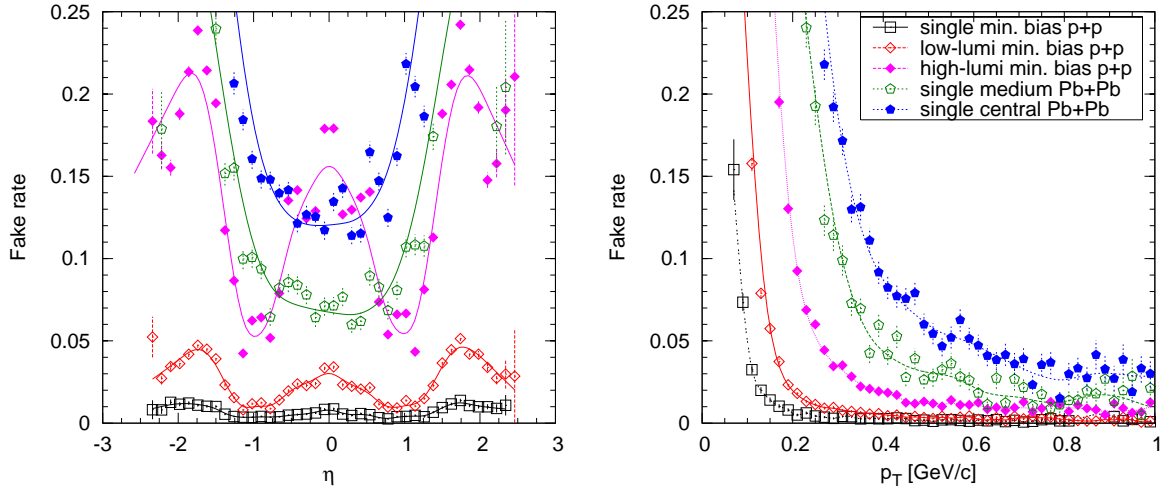 0.25
0.2
0.15
0.1
0.05
0
Fake rate
-3
-2
-1
0
1
2
3
η
0.25
0.2
0.15
0.1
0.05
0
Fake rate
0
0.2
0.4
0.6
0.8
1
p_T [GeV/c]
single min. bias p+p
low-lumi min. bias p+p
high-lumi min. bias p+p
single medium Pb+Pb
single central Pb+Pb